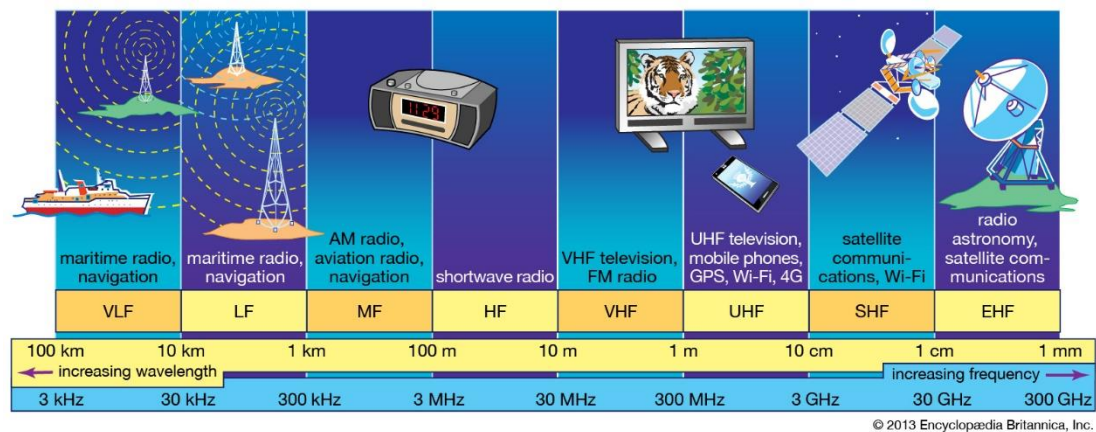 11:29
maritime radio,
navigation
maritime radio,
navigation
AM radio,
aviation radio,
navigation
shortwave radio
VHF television,
FM radio
UHF television,
mobile phones,
GPS, Wi-Fi, 4G
satellite
communi-
cations, Wi-Fi
radio
astronomy,
satellite com-
munications
VLF LF MF HF VHF UHF SHF EHF
100 km 10 km 1 km 100 m 10 m 1 m 10 cm 1 cm 1 mm
increasing wavelength increasing frequency
3 kHz 30 kHz 300 kHz 3 MHz 30 MHz 300 MHz 3 GHz 30 GHz 300 GHz
© 2013 Encyclopædia Britannica, Inc.